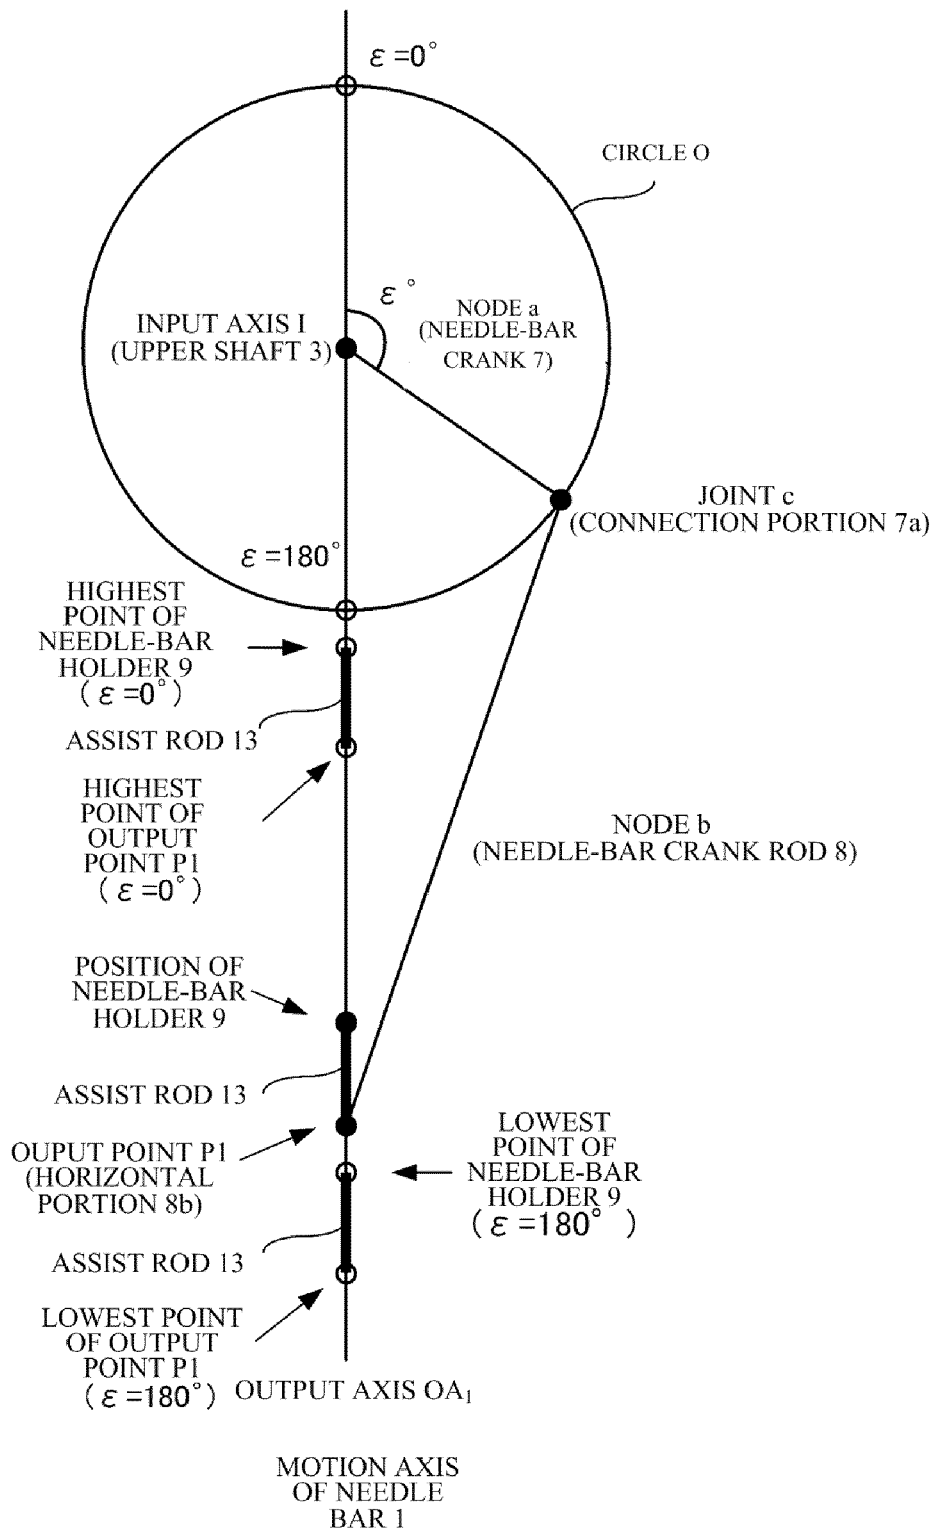 ε=0°
CIRCLE O
ε°
NODE a
(NEEDLE-BAR
CRANK 7)
INPUT AXIS I
(UPPER SHAFT 3)
JOINT c
(CONNECTION PORTION 7a)
ε=180°
HIGHEST
POINT OF
NEEDLE-BAR
HOLDER 9
(ε=0°)
ASSIST ROD 13
HIGHEST
POINT OF
OUTPUT
POINT P1
(ε=0°)
NODE b
(NEEDLE-BAR CRANK ROD 8)
POSITION OF
NEEDLE-BAR
HOLDER 9
ASSIST ROD 13
OUPUT POINT P1
(HORIZONTAL
PORTION 8b)
LOWEST
POINT OF
NEEDLE-BAR
HOLDER 9
(ε=180°)
ASSIST ROD 13
LOWEST POINT
OF OUTPUT
POINT P1
(ε=180°)
OUTPUT AXIS OA₁
MOTION AXIS
OF NEEDLE
BAR 1